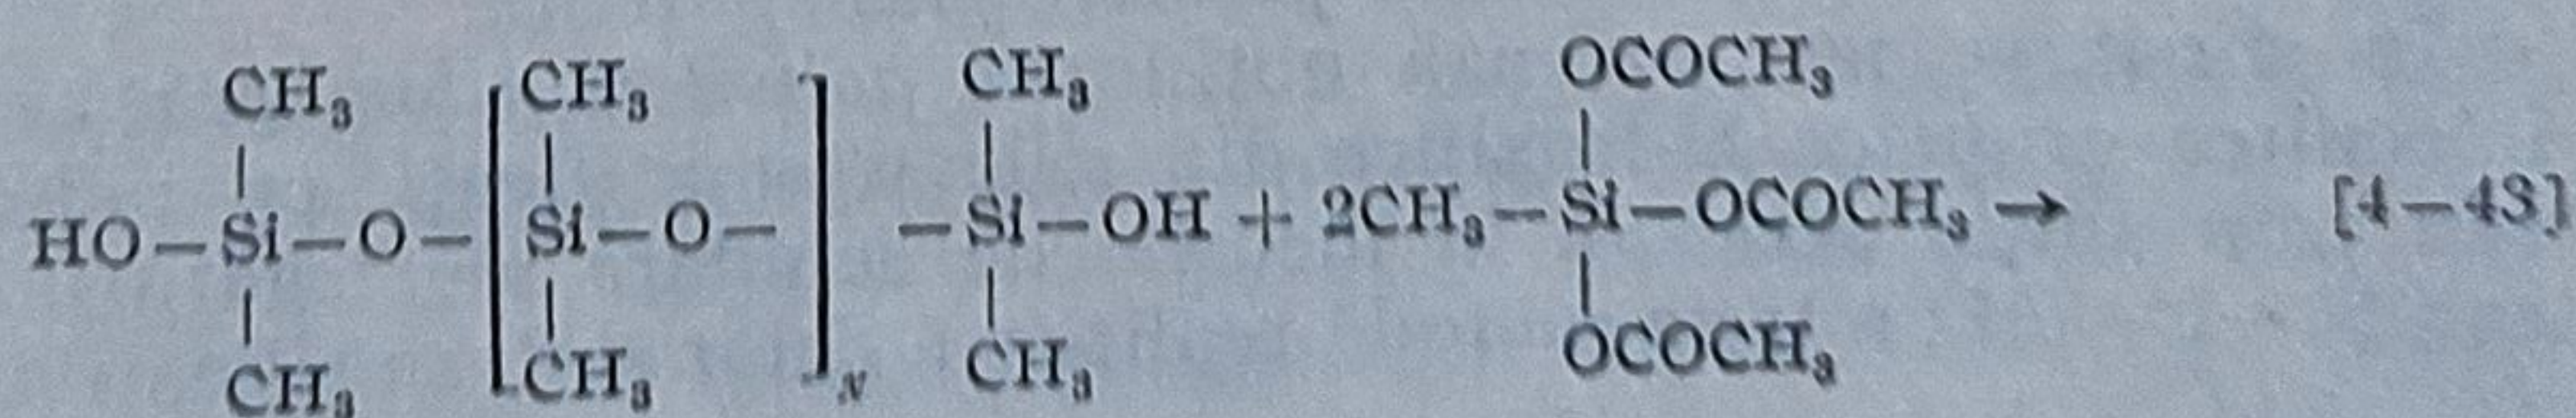 CH₃ CH₃ CH₃ OCOCH₃
HO—Si—O—[Si—O—]N —Si—OH + 2CH₃—Si—OCOCH₃ → [4—43]
CH₃ CH₃ CH₃ OCOCH₃